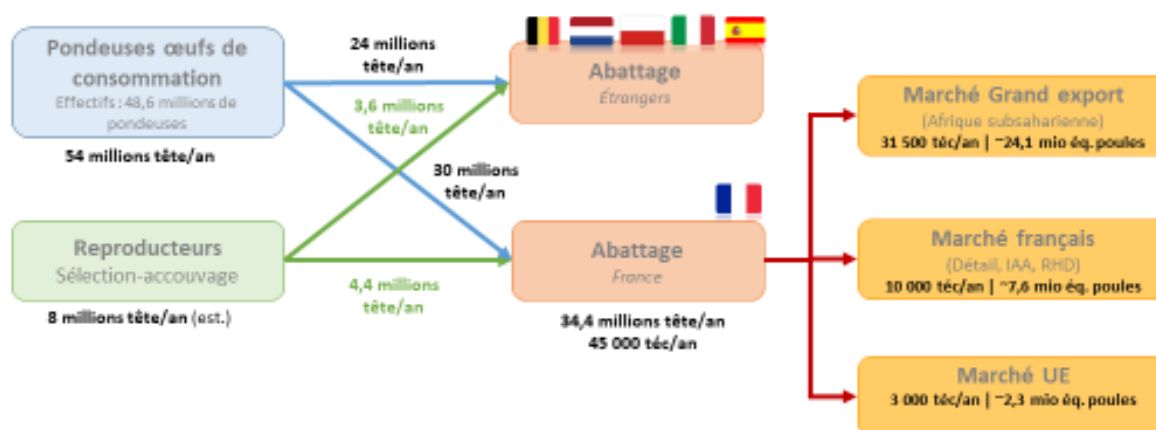 Pondeuses œufs de
consommation
Effectifs : 48,6 millions de
pondeuses
54 millions tête/an
Reproducteurs
Sélection-accouvage
8 millions tête/an (est.)
24 millions
tête/an
3,6 millions
tête/an
30 millions
tête/an
4,4 millions
tête/an
Abattage
Étrangers
Abattage
France
34,4 millions tête/an
45 000 téc/an
Marché Grand export
(Afrique subsaharienne)
31 500 téc/an | ~24,1 mio éq. poules
Marché français
(Détail, IAA, RHD)
10 000 téc/an | ~7,6 mio éq. poules
Marché UE
3 000 téc/an | ~2,3 mio éq. poules